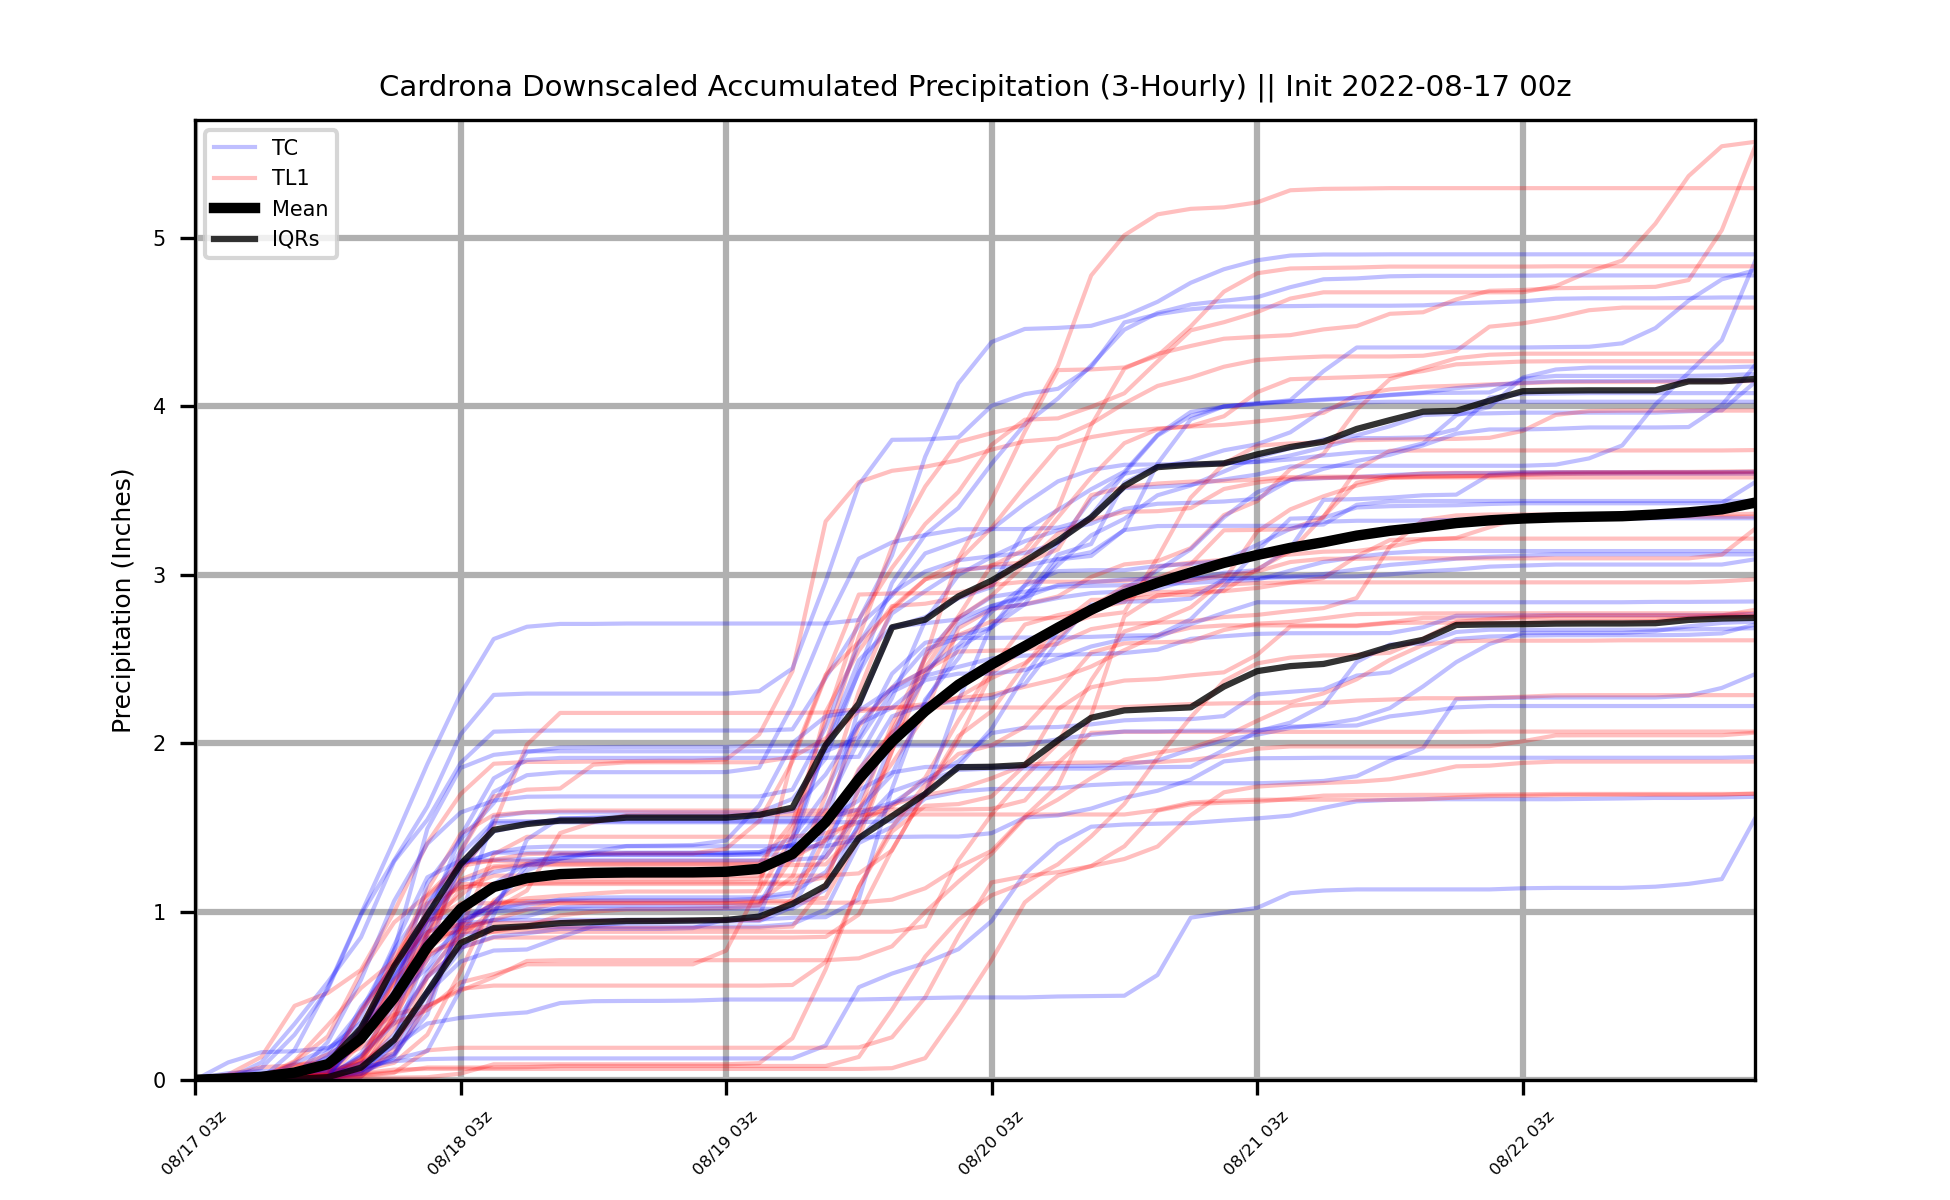 Cardrona Downscaled Accumulated Precipitation (3-Hourly) || Init 2022-08-17 00z
TC
TL1
Mean
IQRs
Precipitation (Inches)
5
4
3
2
1
0
08/17 03z
08/18 03z
08/19 03z
08/20 03z
08/21 03z
08/22 03z